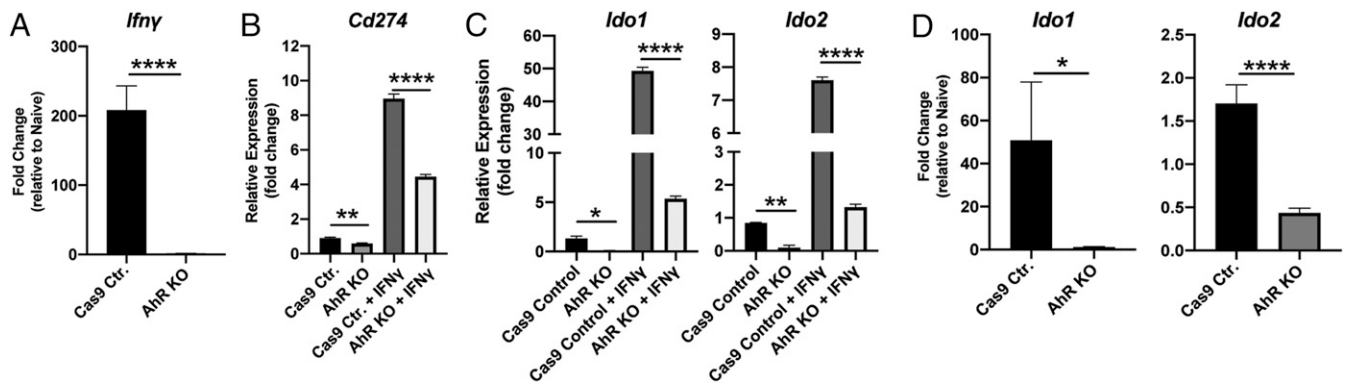 A
Ifnγ
Fold Change
(relative to Naive)
300
200
100
0
****
Cas9 Ctr.
AhR KO
B
Cd274
Relative Expression
(fold change)
12
10
8
6
4
2
0
**
****
Cas9 Ctr.
AhR KO
Cas9 Ctr. + IFNγ
AhR KO + IFNγ
C
Ido1
Relative Expression
(fold change)
60
50
40
30
10
5
0
*
****
Cas9 Control
AhR KO
Cas9 Control + IFNγ
AhR KO + IFNγ
Ido2
9
8
7
6
3
2
1
0
**
****
Cas9 Control
AhR KO
Cas9 Control + IFNγ
AhR KO + IFNγ
D
Ido1
Fold Change
(relative to Naive)
100
80
60
40
20
0
*
Cas9 Ctr.
AhR KO
Ido2
2.5
2.0
1.5
1.0
0.5
0.0
****
Cas9 Ctr.
AhR KO